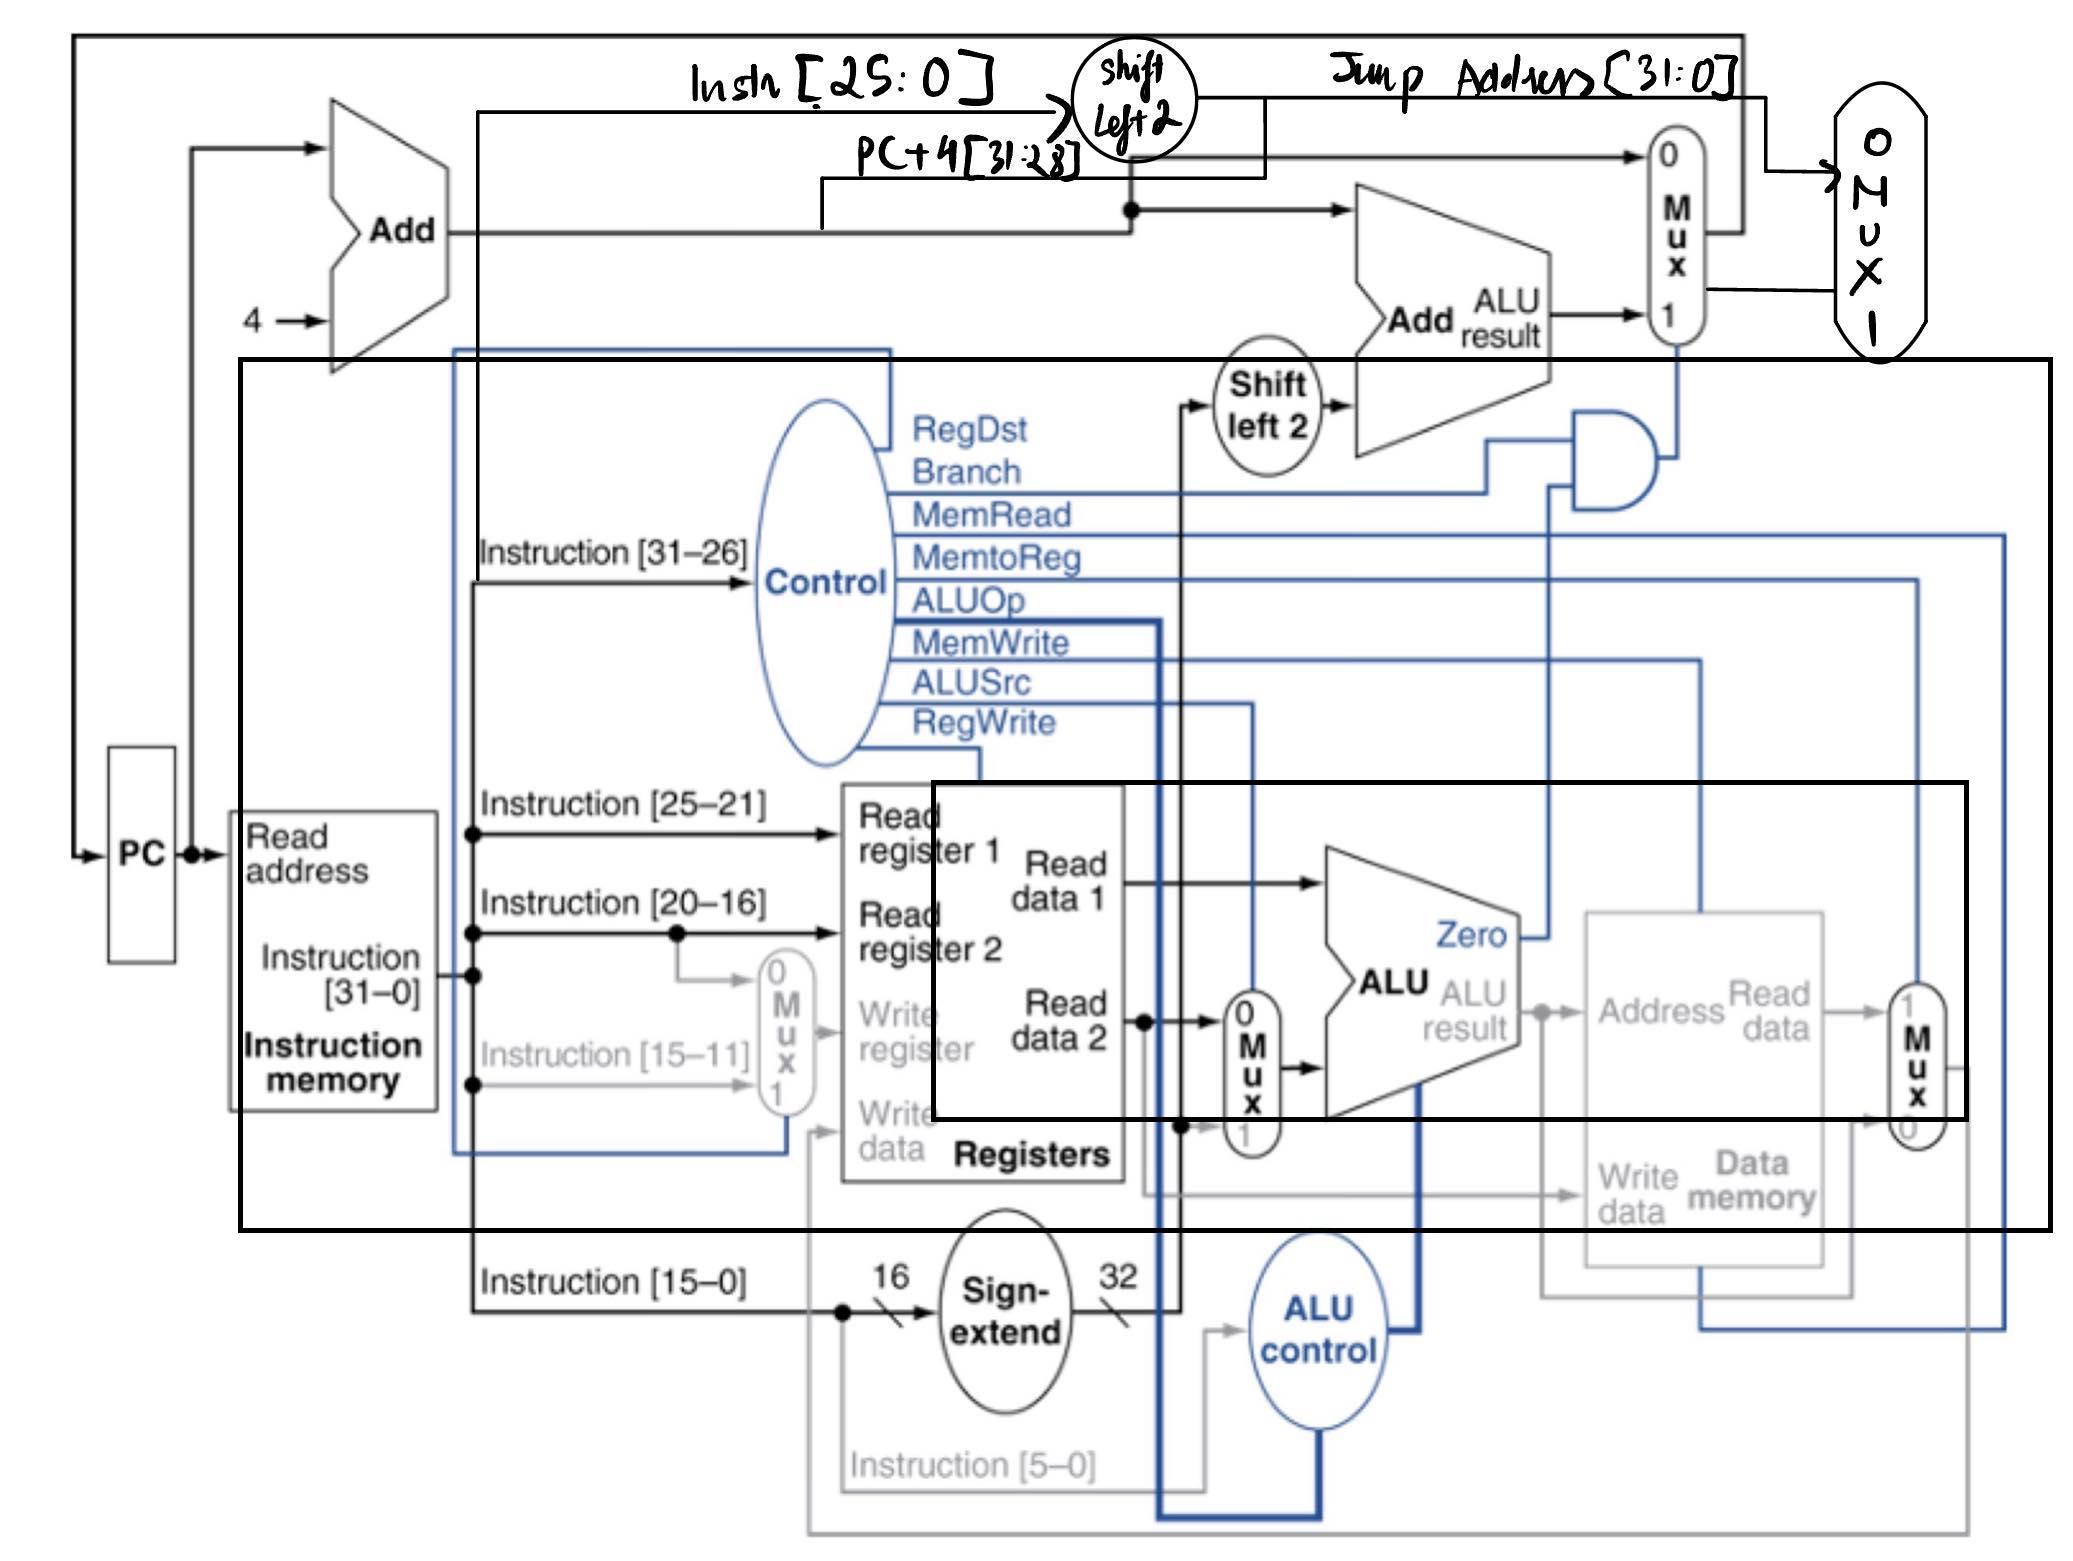 Instr [25:0]
Shift
Left 2
Jump Address [31:0]
PC+4[31:28]
0
M
u
x
1
0
M
U
X
1
Add
4
Add
ALU
result
Shift
left 2
RegDst
Branch
MemRead
MemtoReg
ALUOp
MemWrite
ALUSrc
RegWrite
Instruction [31–26]
Control
PC
Read
address
Instruction
[31–0]
Instruction
memory
Instruction [25–21]
Instruction [20–16]
Instruction [15–11]
0
M
u
x
1
Read
register 1
Read
register 2
Write
register
Write
data
Read
data 1
Read
data 2
Registers
0
M
u
x
1
Zero
ALU
ALU
result
Address
Read
data
Write
data
Data
memory
1
M
u
x
0
Instruction [15–0]
16
Sign-
extend
32
ALU
control
Instruction [5–0]